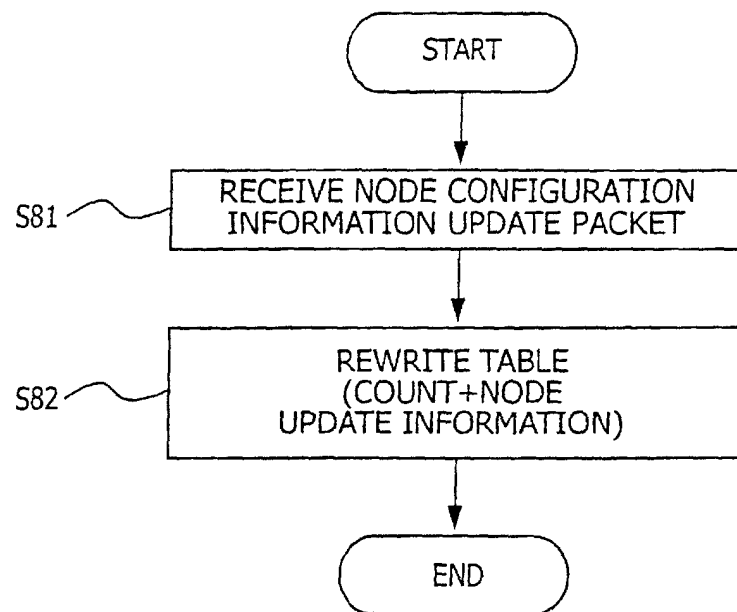 START
S81
RECEIVE NODE CONFIGURATION
INFORMATION UPDATE PACKET
S82
REWRITE TABLE
(COUNT+NODE
UPDATE INFORMATION)
END